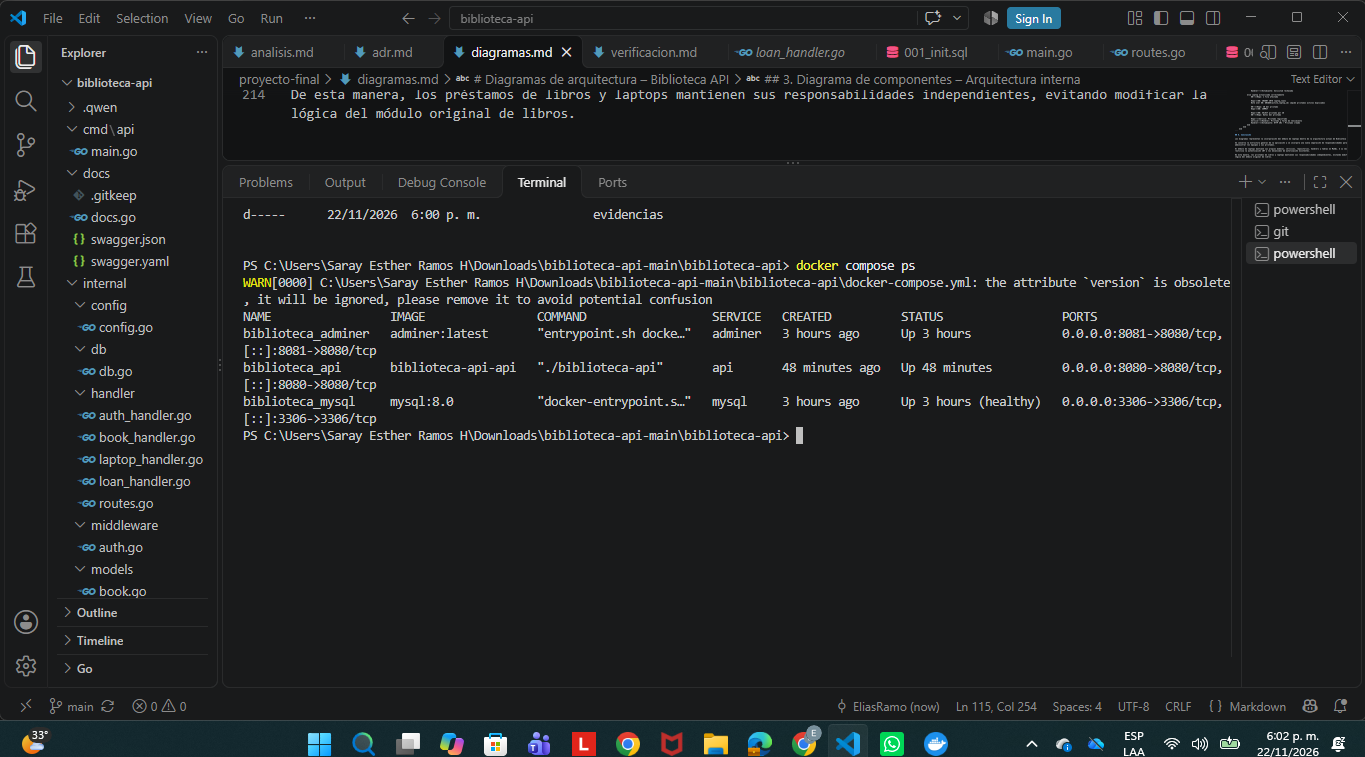 File Edit Selection View Go Run ··· biblioteca-api Sign In
Explorer ···
biblioteca-api
.qwen
cmd \ api
main.go
docs
.gitkeep
docs.go
swagger.json
swagger.yaml
internal
config
config.go
db
db.go
handler
auth_handler.go
book_handler.go
laptop_handler.go
loan_handler.go
routes.go
middleware
auth.go
models
book.go
Outline
Timeline
Go
analisis.md adr.md diagramas.md verificacion.md loan_handler.go 001_init.sql main.go routes.go
proyecto-final > diagramas.md > # Diagramas de arquitectura – Biblioteca API > ## 3. Diagrama de componentes – Arquitectura interna
Text Editor
214 De esta manera, los préstamos de libros y laptops mantienen sus responsabilidades independientes, evitando modificar la
lógica del módulo original de libros.
Problems Output Debug Console Terminal Ports
d----- 22/11/2026 6:00 p. m. evidencias
PS C:\Users\Saray Esther Ramos H\Downloads\biblioteca-api-main\biblioteca-api> docker compose ps
WARN[0000] C:\Users\Saray Esther Ramos H\Downloads\biblioteca-api-main\biblioteca-api\docker-compose.yml: the attribute `version` is obsolete
, it will be ignored, please remove it to avoid potential confusion
NAME IMAGE COMMAND SERVICE CREATED STATUS PORTS
biblioteca_adminer adminer:latest "entrypoint.sh docke…" adminer 3 hours ago Up 3 hours 0.0.0.0:8081->8080/tcp,
[::]:8081->8080/tcp
biblioteca_api biblioteca-api-api "./biblioteca-api" api 48 minutes ago Up 48 minutes 0.0.0.0:8080->8080/tcp,
[::]:8080->8080/tcp
biblioteca_mysql mysql:8.0 "docker-entrypoint.s…" mysql 3 hours ago Up 3 hours (healthy) 0.0.0.0:3306->3306/tcp,
[::]:3306->3306/tcp
PS C:\Users\Saray Esther Ramos H\Downloads\biblioteca-api-main\biblioteca-api>
powershell
git
powershell
main 0 0 EliasRamo (now) Ln 115, Col 254 Spaces: 4 UTF-8 CRLF { } Markdown
33°
ESP
LAA
6:02 p. m.
22/11/2026